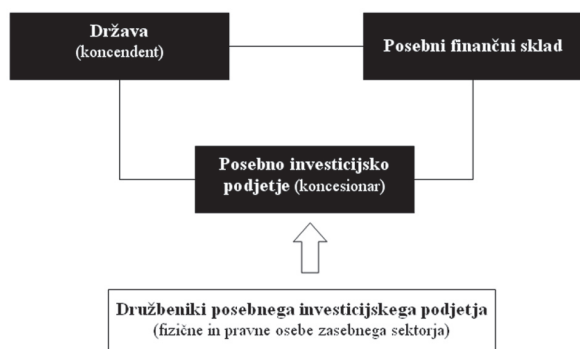 Država
(koncendent)
Posebni finančni sklad
Posebno investicijsko
podjetje (koncesionar)
Družbeniki posebnega investicijskega podjetja
(fizične in pravne osebe zasebnega sektorja)